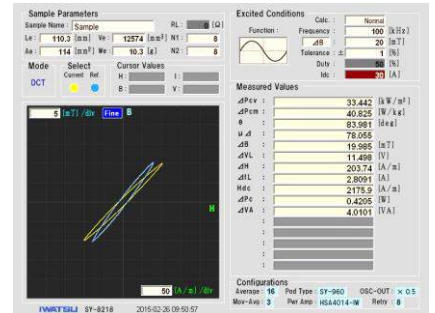 Sample Parameters
Sample Name : Sample RL : 0 [Ω]
Le : 110.3 [mm] Ve : 12574 [mm³] N1 : 8
Ae : 114 [mm²] We : 10.3 [g] N2 : 8
Mode Select Cursor Values
DCT Current Ref. H : I :
B : V :
5 [mT] /div Fine B
H
50 [A/m] /div
IWATSU SY-8218 2015-02-26 09:50:57
Excited Conditions
Calc. : Normal
Function : Frequency : 100 [kHz]
⊿B : 20 [mT]
Tolerance : ± 1 [%]
Duty : 50 [%]
Idc : 30 [A]
Measured Values
⊿Pcv : 33.442 [kW/m³]
⊿Pcm : 40.825 [W/kg]
θ : 83.981 [deg]
μ⊿ : 78.055
⊿B : 19.985 [mT]
⊿VL : 11.498 [V]
⊿H : 203.74 [A/m]
⊿IL : 2.8091 [A]
Hdc : 2175.9 [A/m]
⊿Pc : 0.4205 [W]
⊿VA : 4.0101 [VA]
:
:
:
:
:
Configurations
Average : 16 Pod Type : SY-960 OSC-OUT : × 0.5
Mov-Avg : 3 Pwr Amp HSA4014-IW Retry : 8